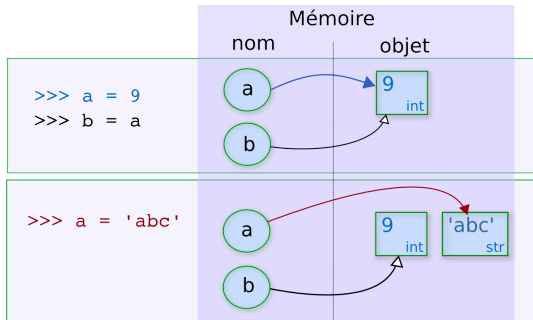 Mémoire
nom objet
>>> a = 9
>>> b = a
a 9
int
b
>>> a = 'abc'
a 9 'abc'
int str
b